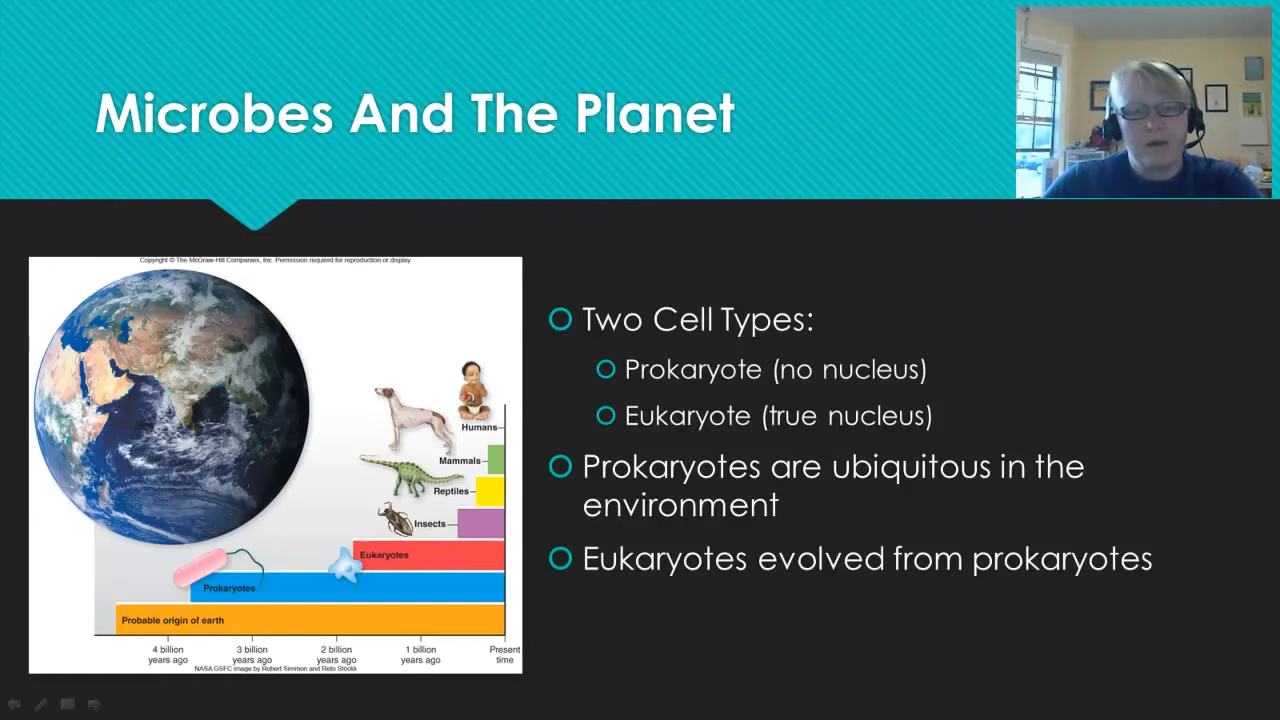 Microbes And The Planet
Copyright © The McGraw-Hill Companies, Inc. Permission required for reproduction or display.
Humans
Mammals
Reptiles
Insects
Eukaryotes
Prokaryotes
Probable origin of earth
4 billion
years ago
3 billion
years ago
2 billion
years ago
1 billion
years ago
Present
time
NASA GSFC image by Robert Simmon and Reto Stöckli
Two Cell Types:
Prokaryote (no nucleus)
Eukaryote (true nucleus)
Prokaryotes are ubiquitous in the
environment
Eukaryotes evolved from prokaryotes